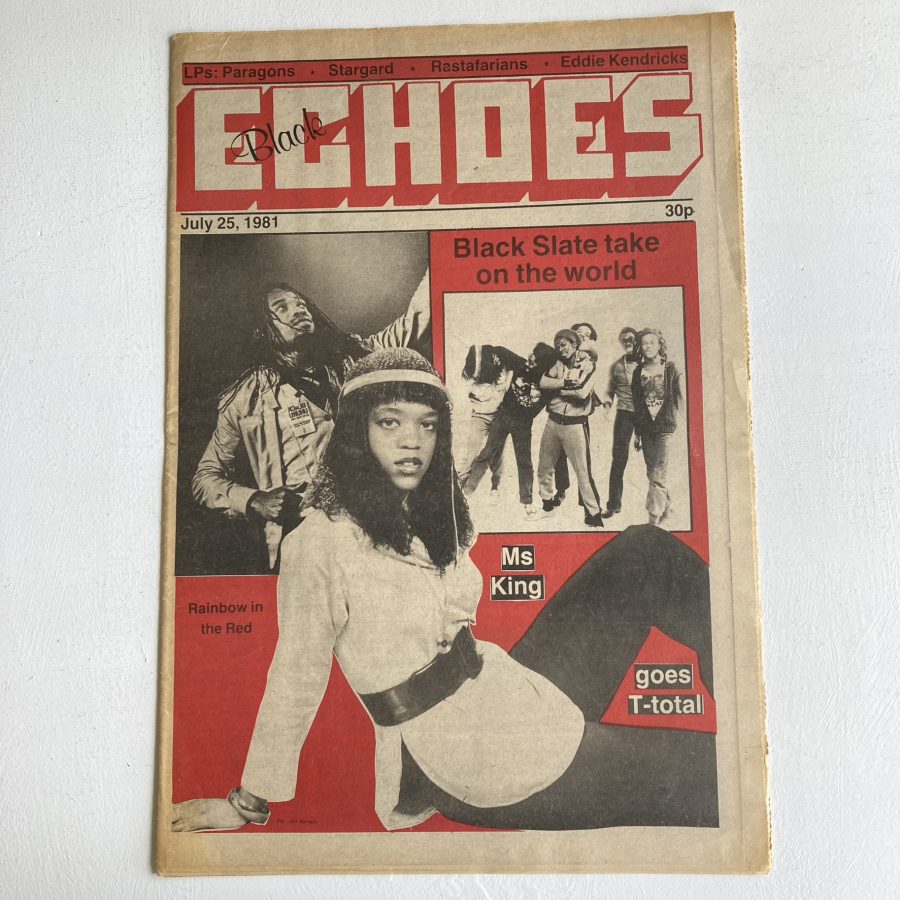 LPs: Paragons ★ Stargard ★ Rastafarians ★ Eddie Kendricks
Black
ECHOES
July 25, 1981
30p
Black Slate take
on the world
Ms
King
Rainbow in
the Red
goes
T-total